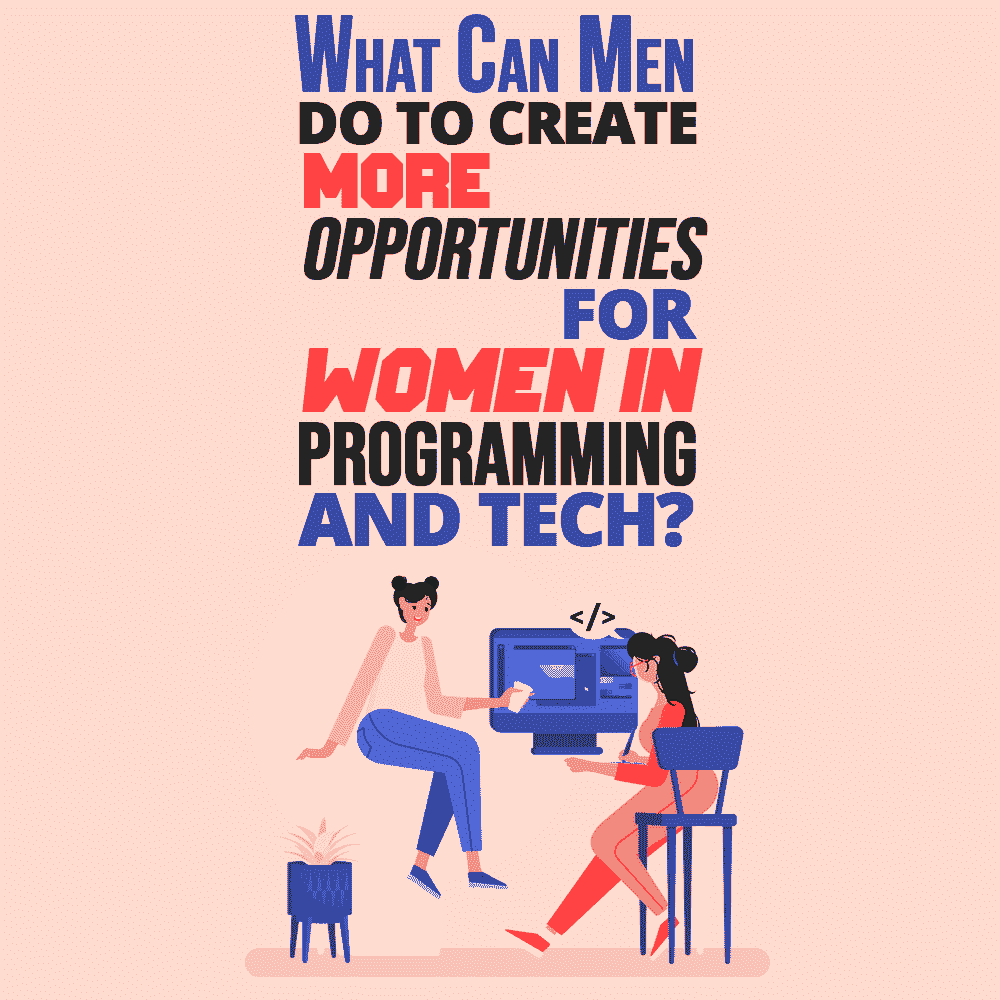 What Can Men
DO TO CREATE
MORE
OPPORTUNITIES
FOR
WOMEN IN
PROGRAMMING
AND TECH?
</>